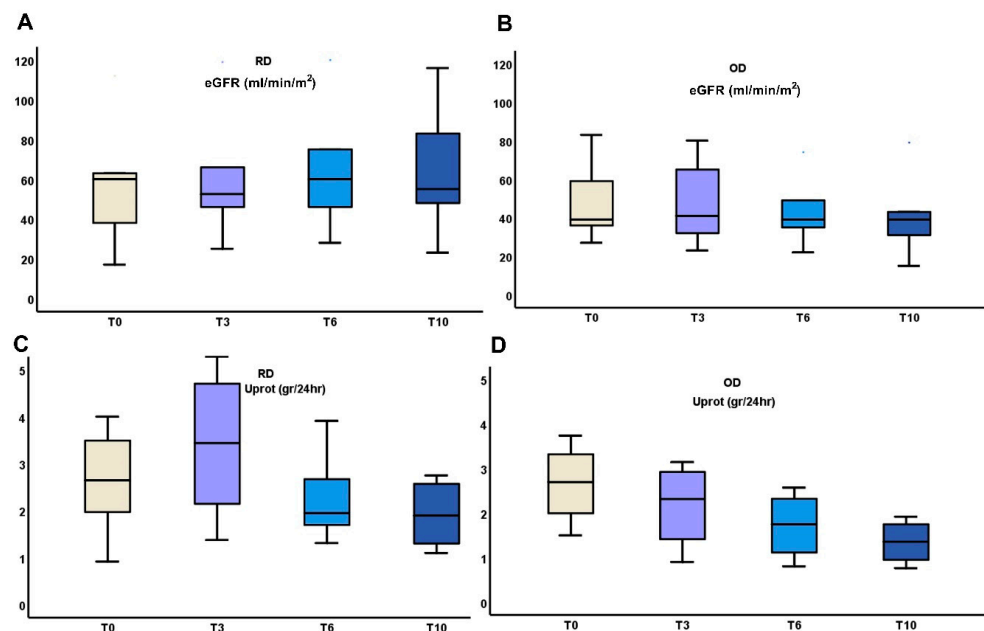 A
RD
eGFR (ml/min/m²)
120
100
80
60
40
20
0
T0 T3 T6 T10
B
OD
eGFR (ml/min/m²)
120
100
80
60
40
20
0
T0 T3 T6 T10
C
RD
Uprot (gr/24hr)
5
4
3
2
1
0
T0 T3 T6 T10
D
OD
Uprot (gr/24hr)
5
4
3
2
1
0
T0 T3 T6 T10